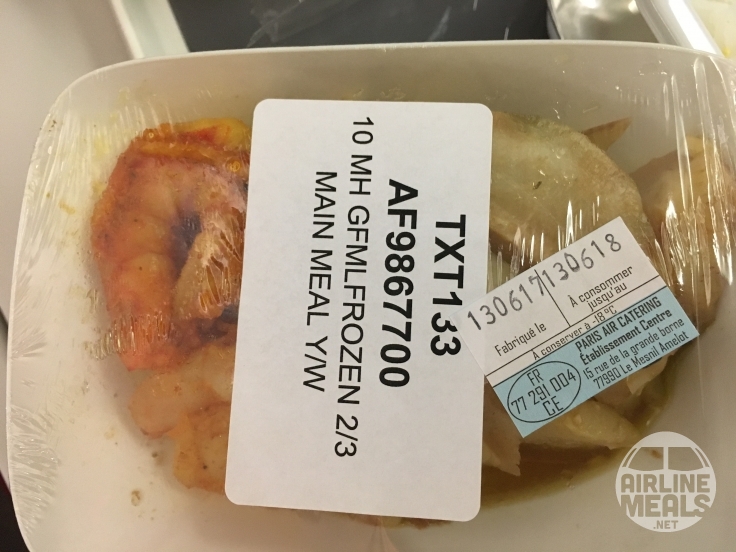 TXT133
AF9867700
10 MH GFMLFROZEN 2/3
MAIN MEAL Y/W
130617 130618
Fabriqué le
À consommer
jusqu'au
À conserver à -18°C
PARIS AIR CATERING
Établissement Centre
15 rue de la grande borne
77990 Le Mesnil Amelot
FR
77 291 004
CE
AIRLINE
MEALS
.NET